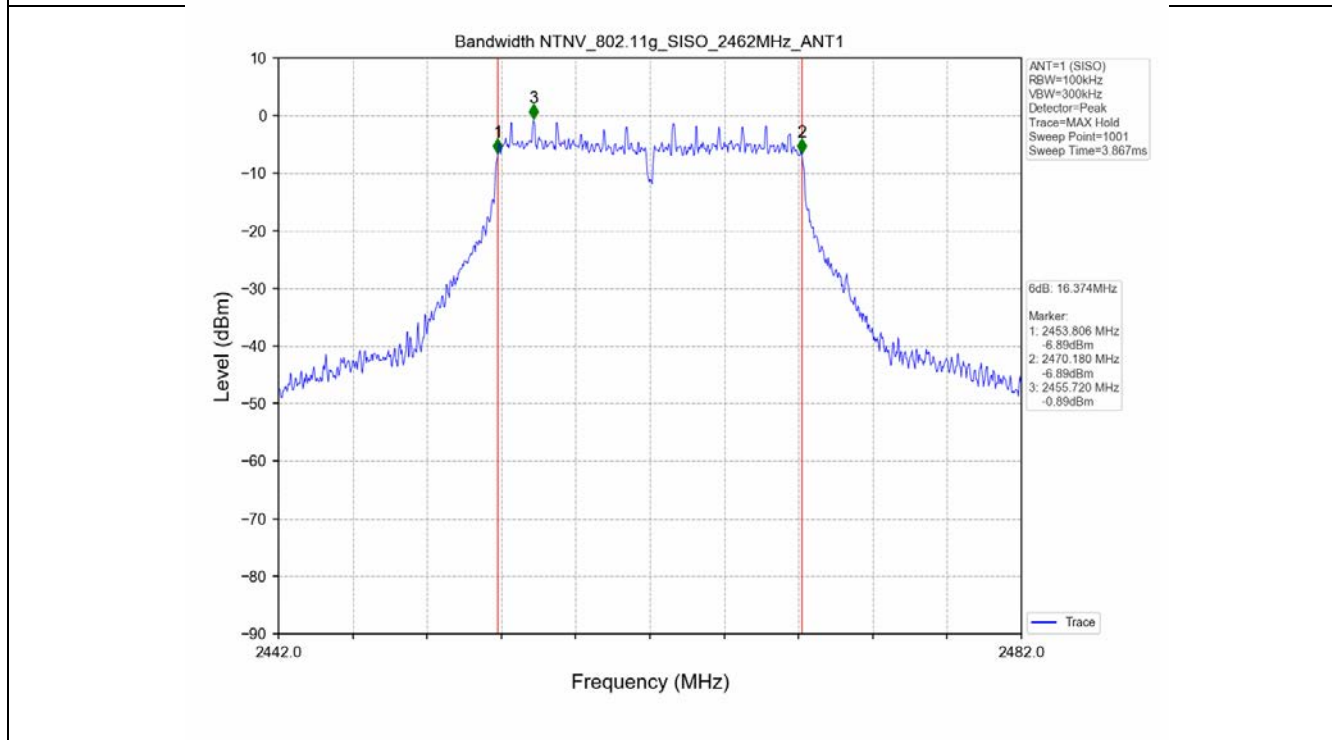 Bandwidth NTNV_802.11g_SISO_2462MHz_ANT1
10
0
−10
−20
−30
−40
−50
−60
−70
−80
−90
Level (dBm)
1
3
2
2442.0
2482.0
Frequency (MHz)
ANT=1 (SISO)
RBW=100kHz
VBW=300kHz
Detector=Peak
Trace=MAX Hold
Sweep Point=1001
Sweep Time=3.867ms
6dB: 16.374MHz
Marker:
1: 2453.806 MHz
-6.89dBm
2: 2470.180 MHz
-6.89dBm
3: 2455.720 MHz
-0.89dBm
Trace